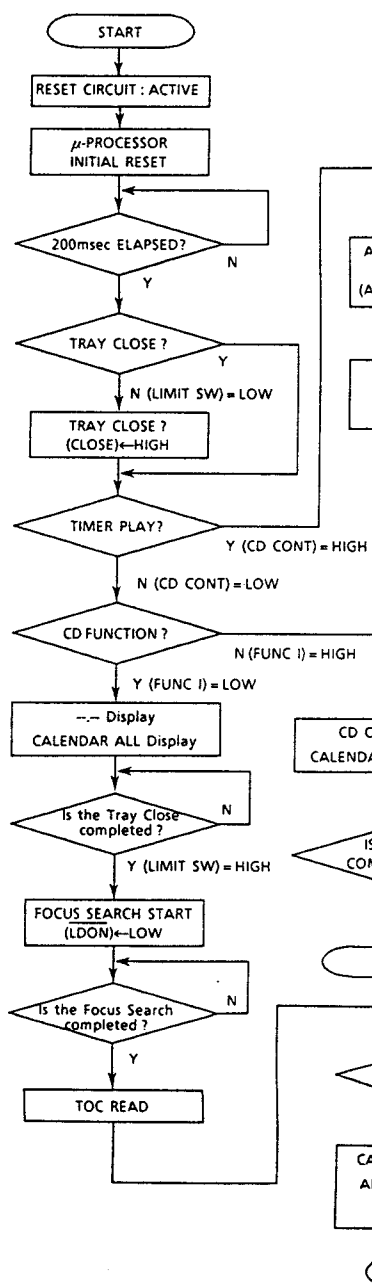 START
RESET CIRCUIT : ACTIVE
μ-PROCESSOR
INITIAL RESET
200msec ELAPSED?
N
Y
TRAY CLOSE ?
Y
N (LIMIT SW) = LOW
TRAY CLOSE ?
(CLOSE)←HIGH
TIMER PLAY?
Y (CD CONT) = HIGH
N (CD CONT) = LOW
CD FUNCTION ?
N (FUNC I) = HIGH
Y (FUNC I) = LOW
--.-- Display
CALENDAR ALL Display
Is the Tray Close
completed ?
N
Y (LIMIT SW) = HIGH
FOCUS SEARCH START
(LDON)←LOW
Is the Focus Search
completed ?
N
Y
TOC READ
A
(A
CD C
CALENDA
IS
COM
CA
A